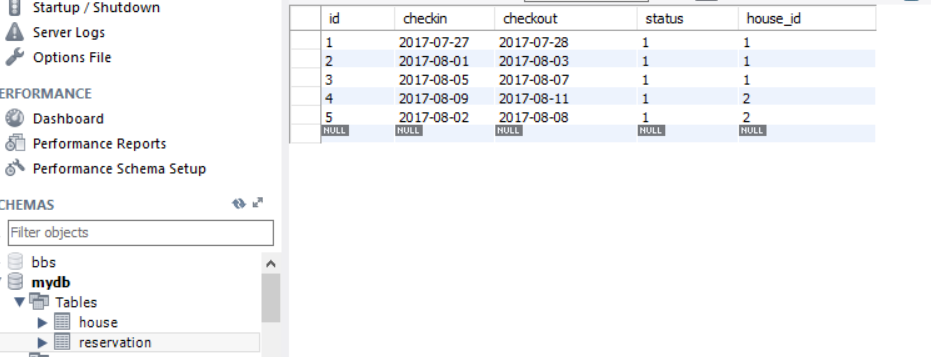 Startup / Shutdown
Server Logs
Options File
ERFORMANCE
Dashboard
Performance Reports
Performance Schema Setup
CHEMAS
Filter objects
bbs
mydb
Tables
house
reservation
id checkin checkout status house_id
1 2017-07-27 2017-07-28 1 1
2 2017-08-01 2017-08-03 1 1
3 2017-08-05 2017-08-07 1 1
4 2017-08-09 2017-08-11 1 2
5 2017-08-02 2017-08-08 1 2
NULL NULL NULL NULL NULL